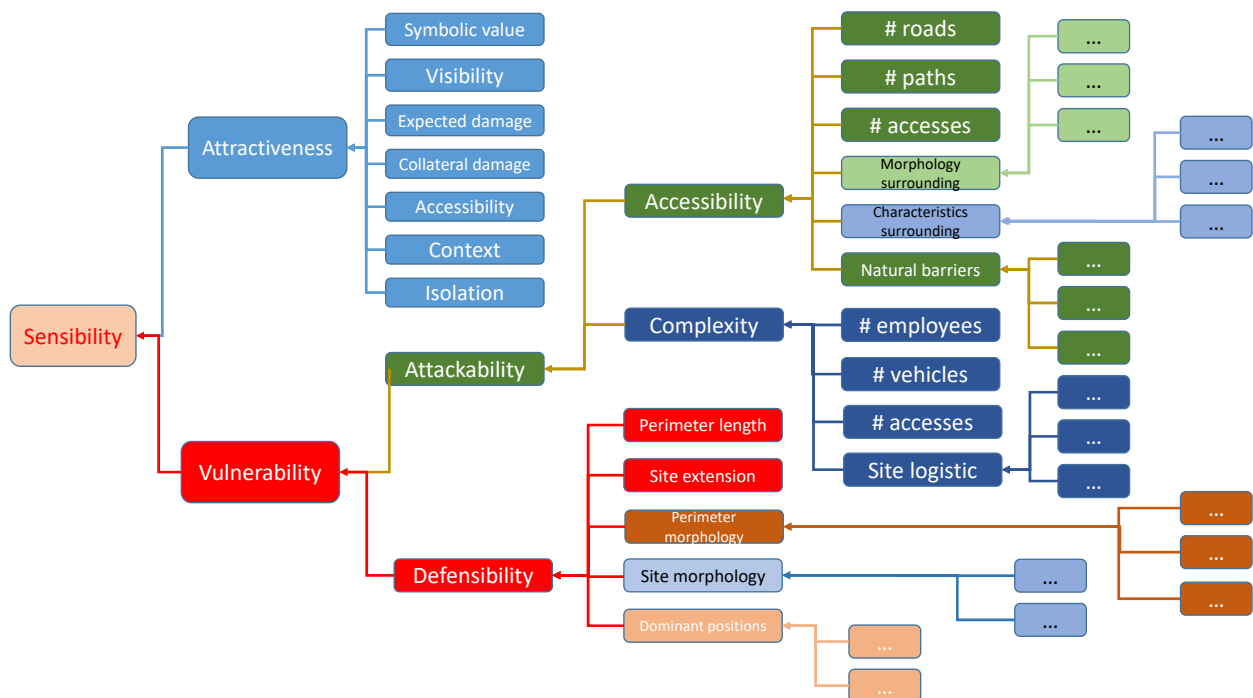 Sensibility
Attractiveness
Symbolic value
Visibility
Expected damage
Collateral damage
Accessibility
Context
Isolation
Vulnerability
Attackability
Accessibility
# roads
# paths
# accesses
Morphology
surrounding
...
...
...
Characteristics
surrounding
...
...
...
Natural barriers
...
...
...
Complexity
# employees
# vehicles
# accesses
Site logistic
...
...
...
Defensibility
Perimeter length
Site extension
Perimeter
morphology
...
...
...
Site morphology
...
...
Dominant positions
...
...